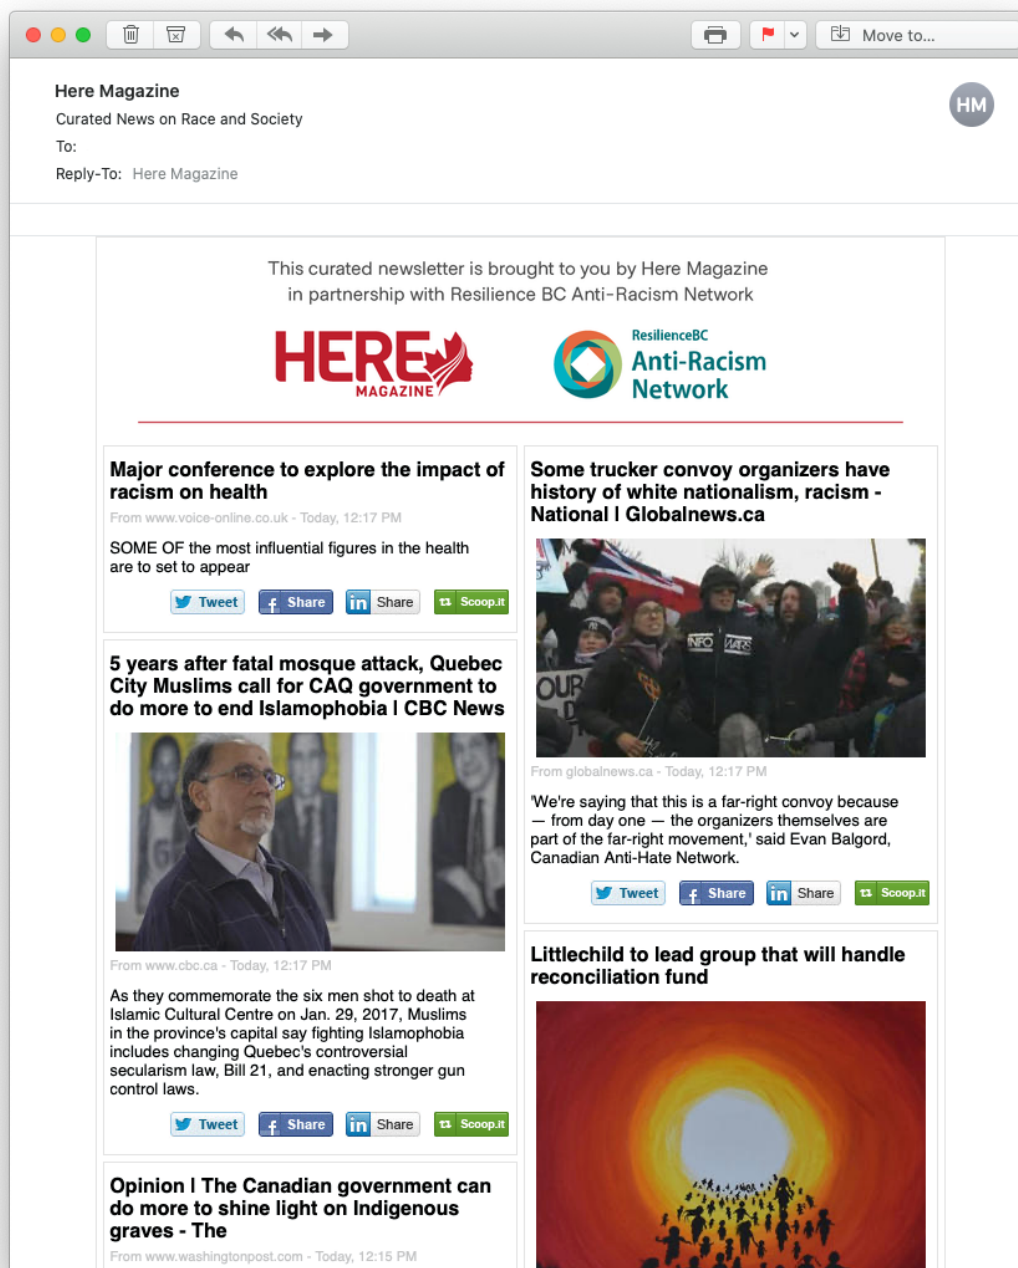 Move to...
Here Magazine
HM
Curated News on Race and Society
To:
Reply-To: Here Magazine
This curated newsletter is brought to you by Here Magazine
in partnership with Resilience BC Anti-Racism Network
HERE
MAGAZINE
ResilienceBC
Anti-Racism
Network
Major conference to explore the impact of
racism on health
From www.voice-online.co.uk - Today, 12:17 PM
SOME OF the most influential figures in the health
are to set to appear
Tweet Share in Share Scoop.it
5 years after fatal mosque attack, Quebec
City Muslims call for CAQ government to
do more to end Islamophobia | CBC News
From www.cbc.ca - Today, 12:17 PM
As they commemorate the six men shot to death at
Islamic Cultural Centre on Jan. 29, 2017, Muslims
in the province's capital say fighting Islamophobia
includes changing Quebec's controversial
secularism law, Bill 21, and enacting stronger gun
control laws.
Tweet Share in Share Scoop.it
Opinion | The Canadian government can
do more to shine light on Indigenous
graves - The
From www.washingtonpost.com - Today, 12:15 PM
Some trucker convoy organizers have
history of white nationalism, racism -
National | Globalnews.ca
INFO WARS
OUR
From globalnews.ca - Today, 12:17 PM
'We're saying that this is a far-right convoy because
— from day one — the organizers themselves are
part of the far-right movement,' said Evan Balgord,
Canadian Anti-Hate Network.
Tweet Share in Share Scoop.it
Littlechild to lead group that will handle
reconciliation fund